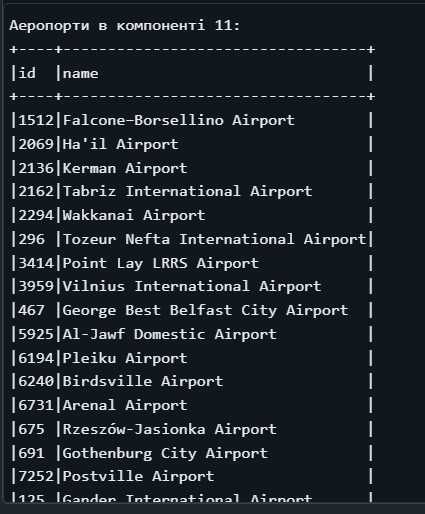 Аеропорти в компоненті 11:
+----+----------------------------------+
|id  |name                              |
+----+----------------------------------+
|1512|Falcone–Borsellino Airport        |
|2069|Ha'il Airport                     |
|2136|Kerman Airport                    |
|2162|Tabriz International Airport      |
|2294|Wakkanai Airport                  |
|296 |Tozeur Nefta International Airport|
|3414|Point Lay LRRS Airport            |
|3959|Vilnius International Airport     |
|467 |George Best Belfast City Airport  |
|5925|Al-Jawf Domestic Airport          |
|6194|Pleiku Airport                    |
|6240|Birdsville Airport                |
|6731|Arenal Airport                    |
|675 |Rzeszów-Jasionka Airport          |
|691 |Gothenburg City Airport           |
|7252|Postville Airport                 |
|125 |Gander International Airport      |